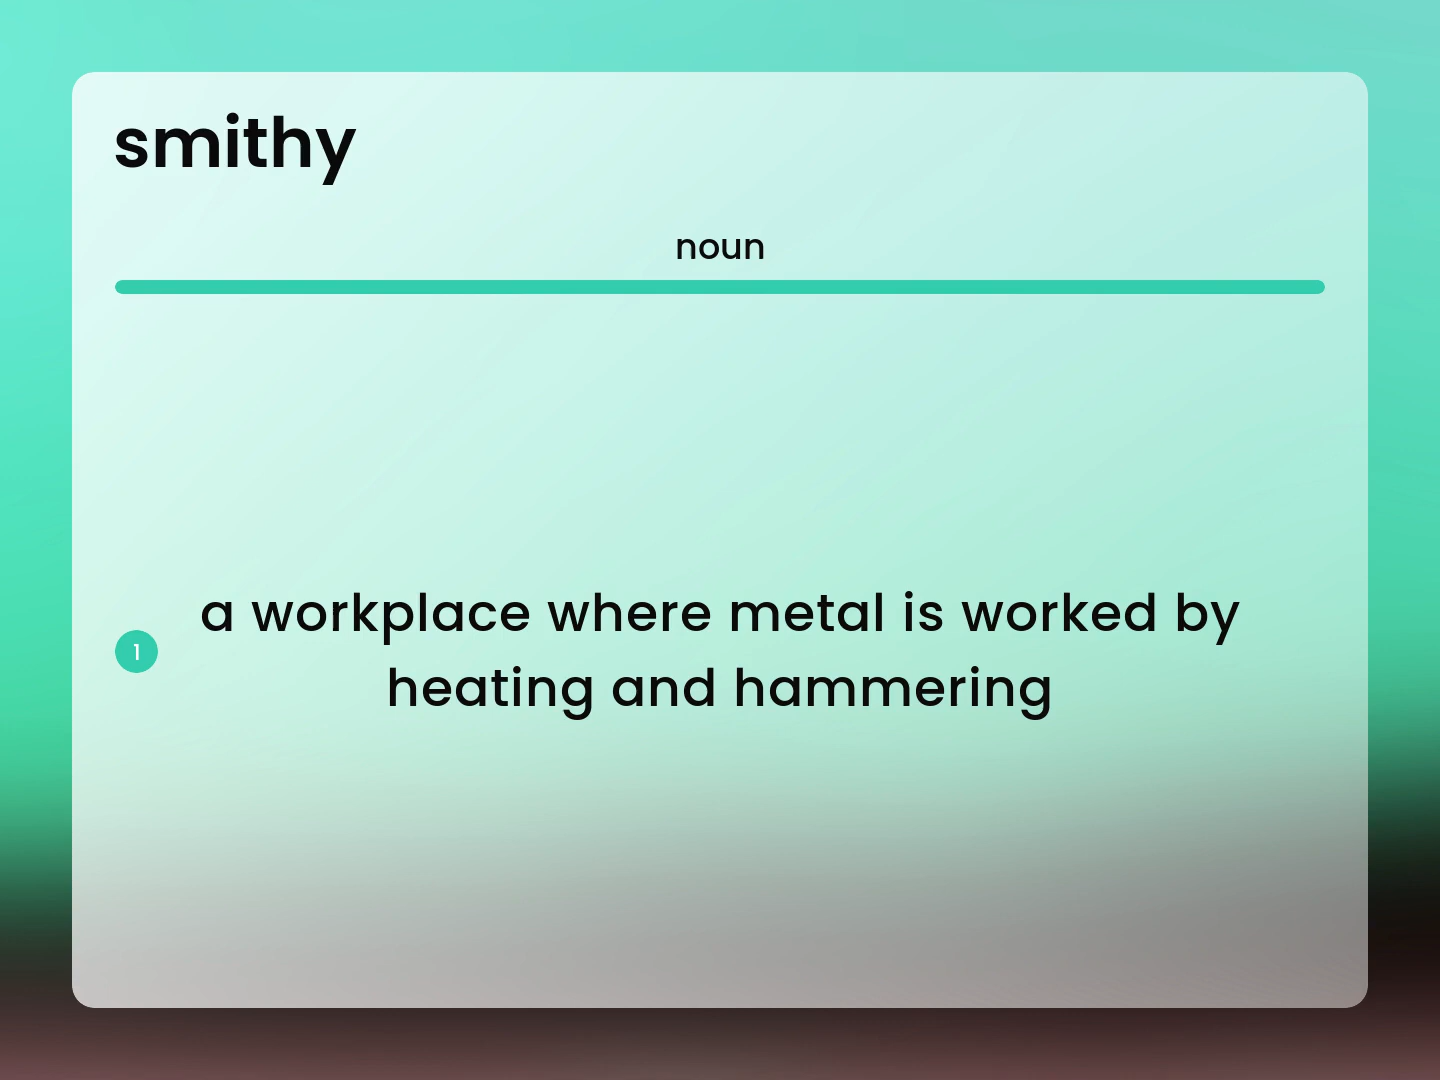 smithy
noun
1
a workplace where metal is worked by
heating and hammering